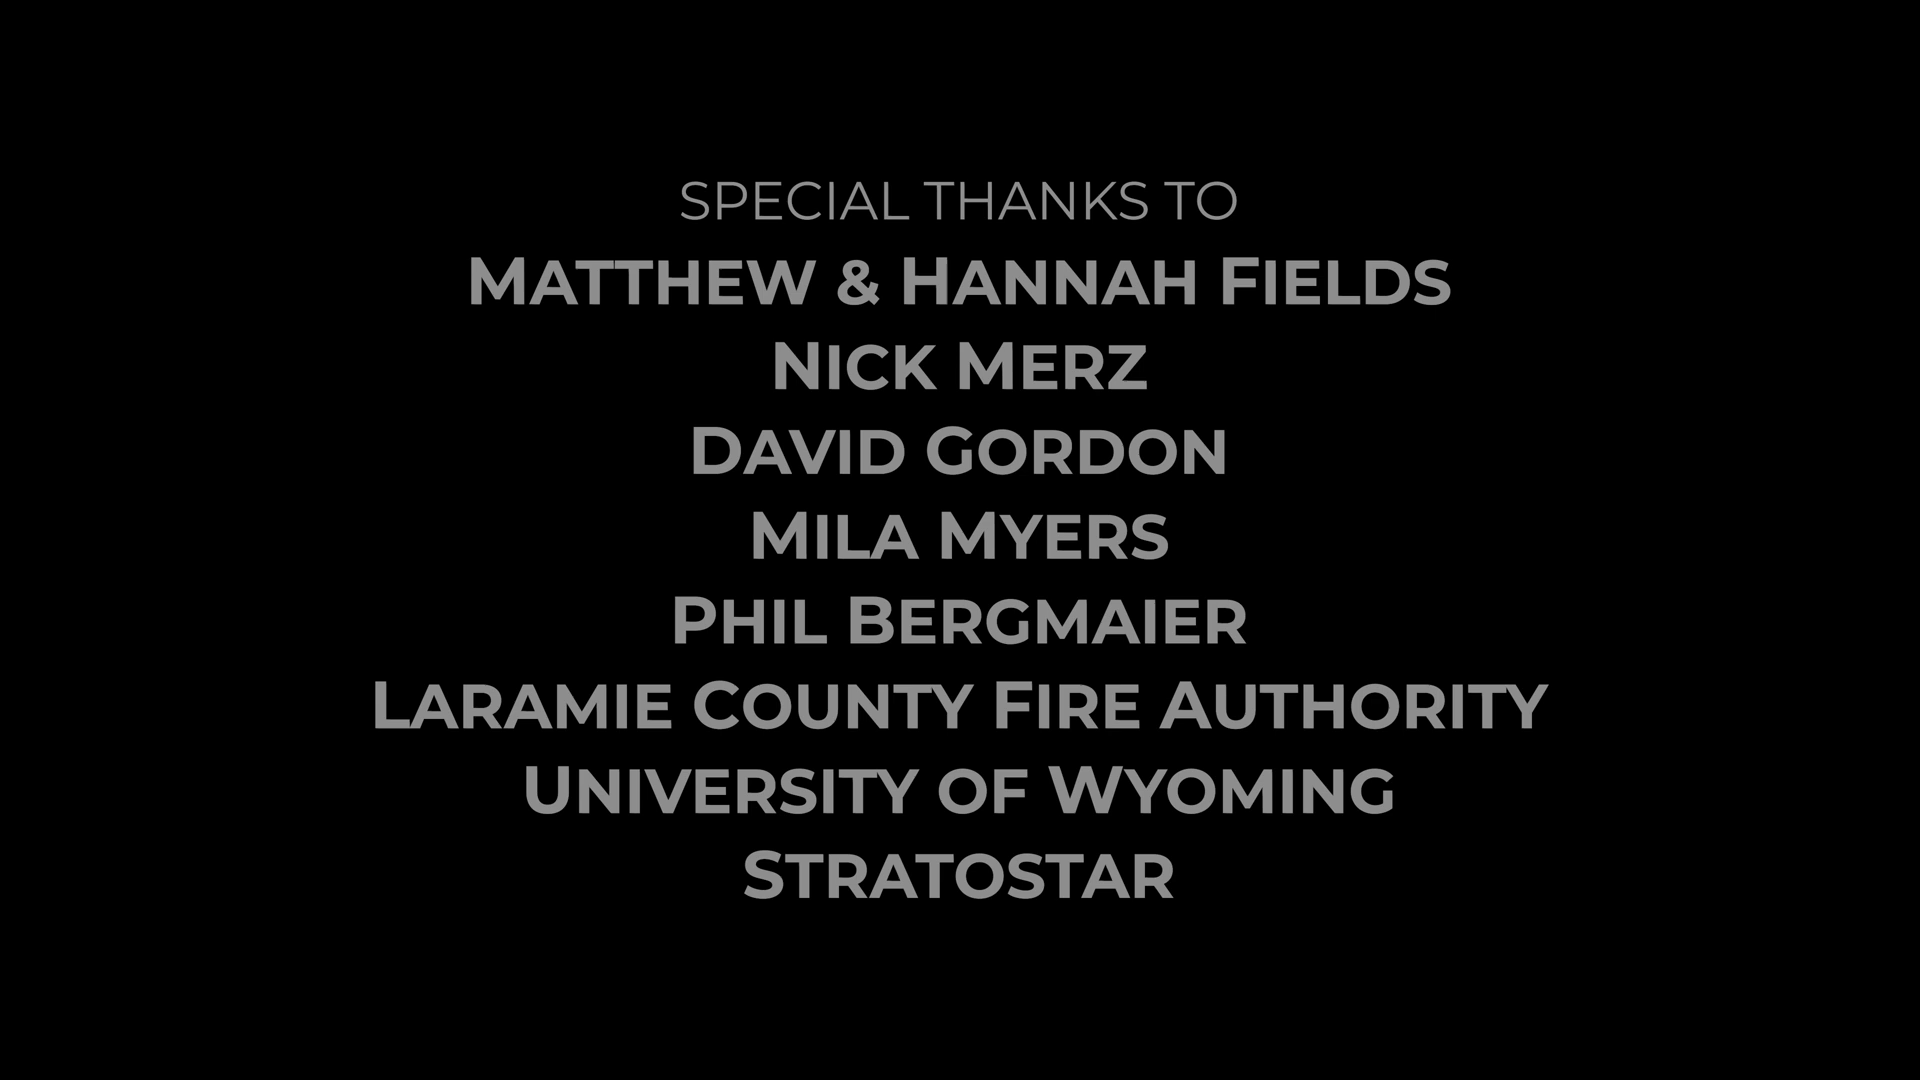 SPECIAL THANKS TO
MATTHEW & HANNAH FIELDS
NICK MERZ
DAVID GORDON
MILA MYERS
PHIL BERGMAIER
LARAMIE COUNTY FIRE AUTHORITY
UNIVERSITY OF WYOMING
STRATOSTAR